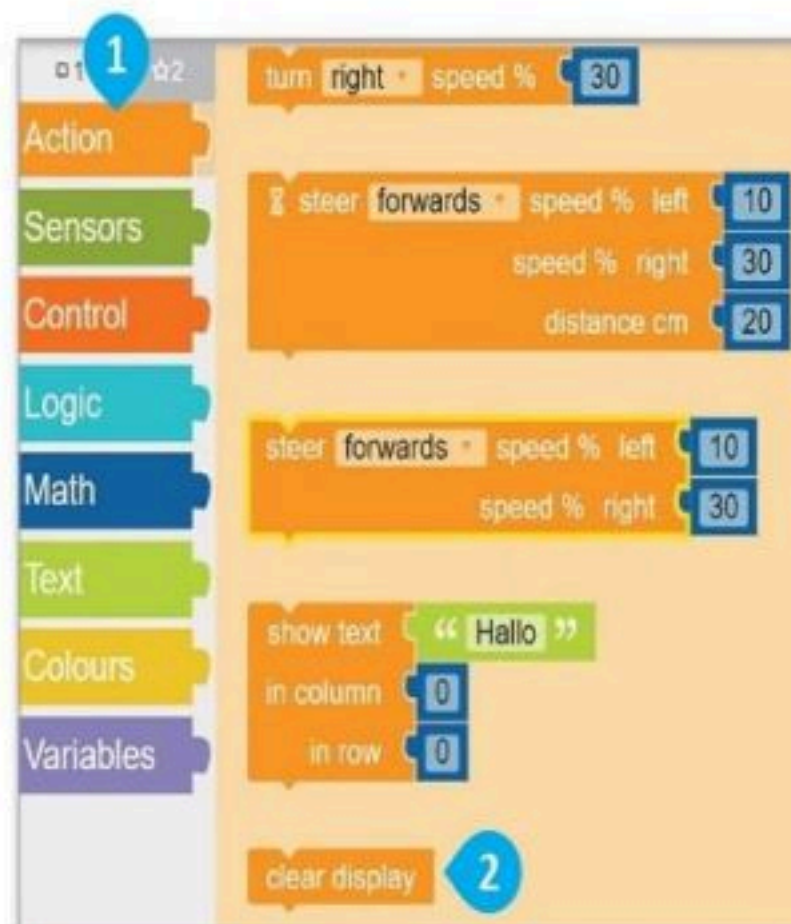 1
☆2
Action
Sensors
Control
Logic
Math
Text
Colours
Variables
turn right speed % 30
steer forwards speed % left 10
speed % right 30
distance cm 20
steer forwards speed % left 10
speed % right 30
show text “ Hallo ”
in column 0
in row 0
clear display 2